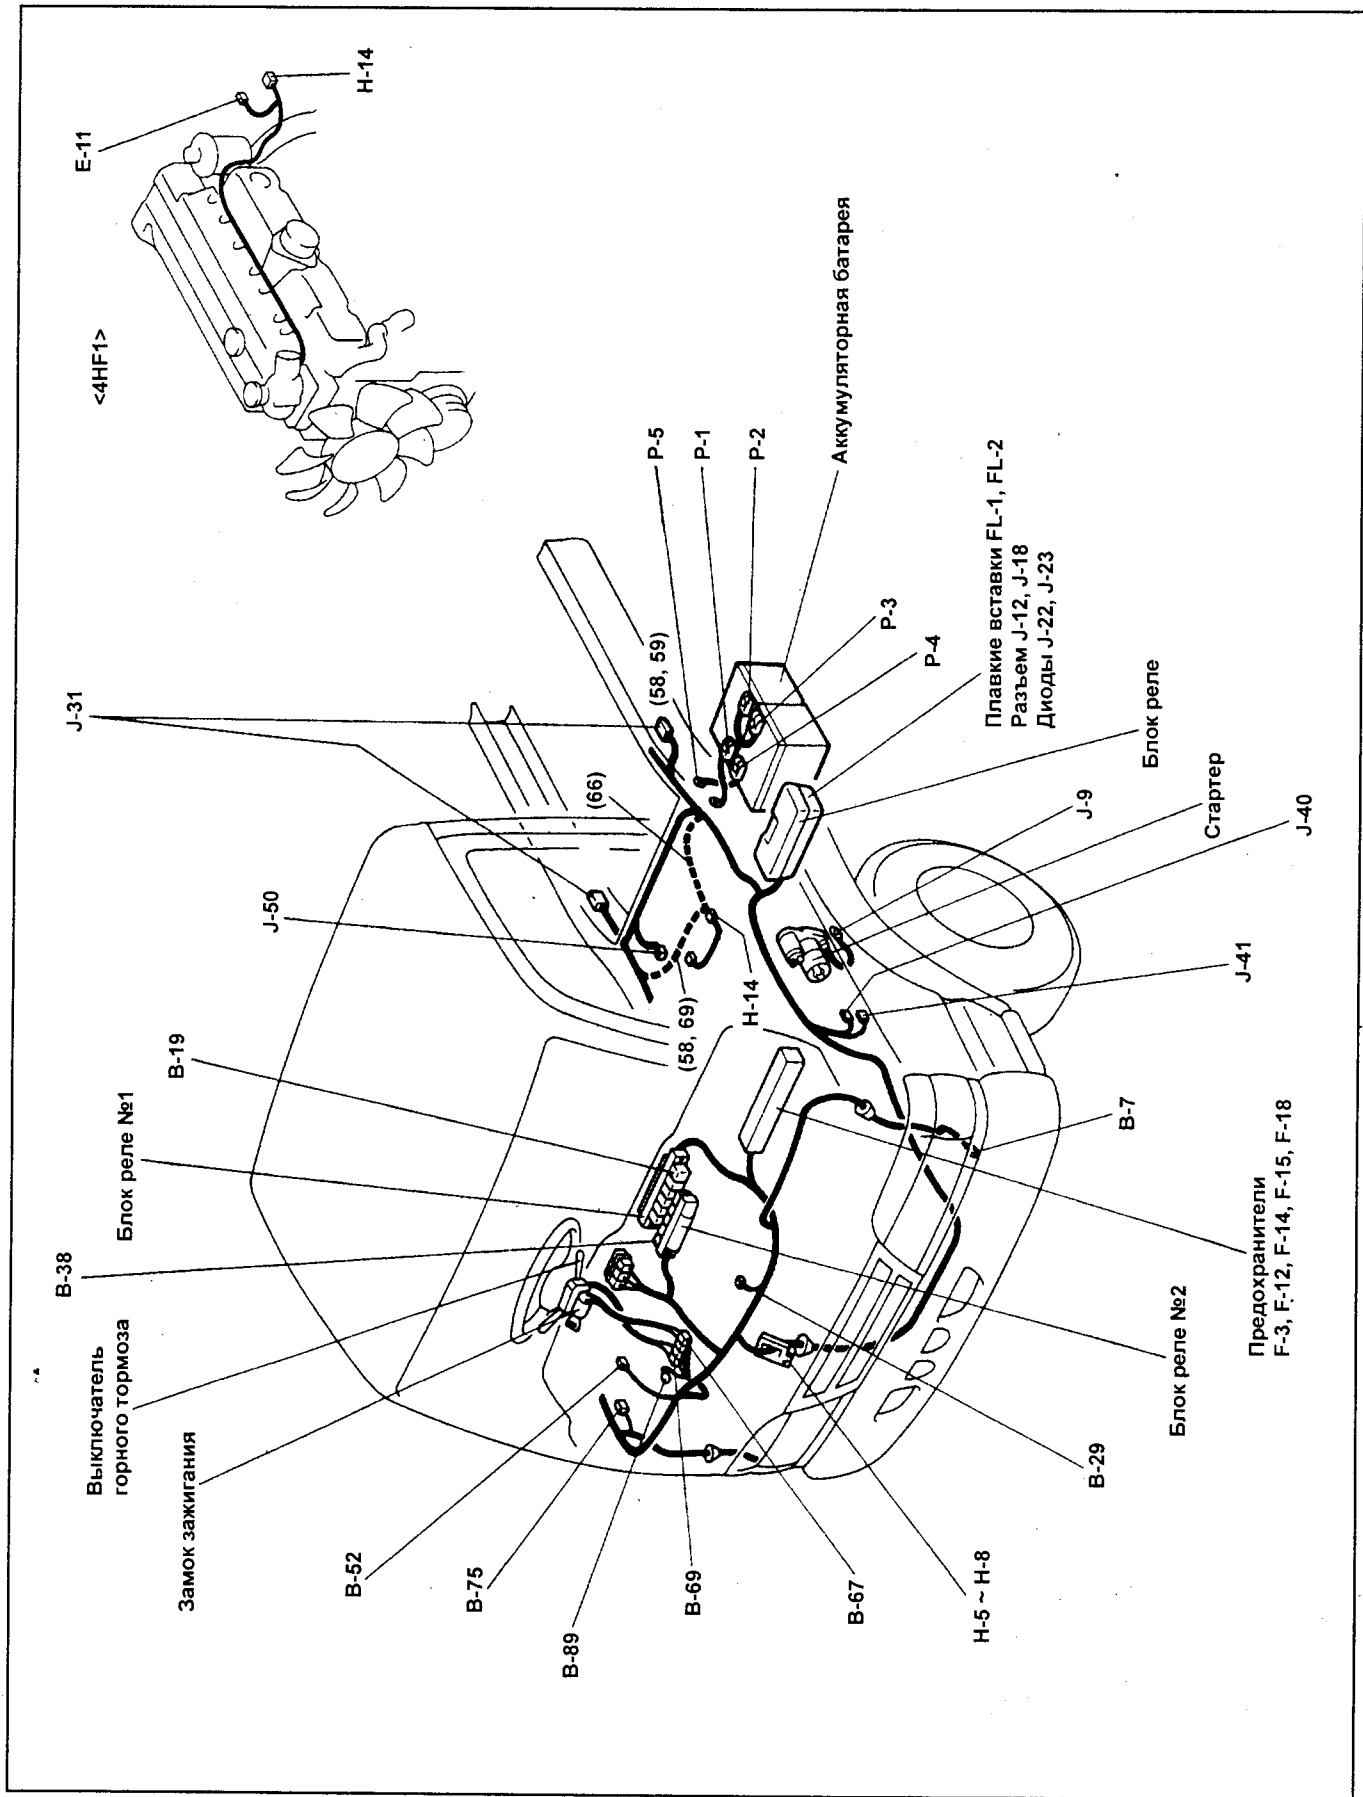 <4HF1>
E-11
H-14
J-31
J-50
(66)
(58, 59)
(58, 69)
H-14
P-5
P-1
P-2
Аккумуляторная батарея
P-3
P-4
Плавкие вставки FL-1, FL-2
Разъем J-12, J-18
Диоды J-22, J-23
Блок реле
J-9
Стартер
J-40
J-41
B-7
Предохранители
F-3, F-12, F-14, F-15, F-18
Блок реле №2
B-29
H-5 ~ H-8
B-67
B-69
B-89
B-75
B-52
Замок зажигания
Выключатель
горного тормоза
B-38
Блок реле №1
B-19